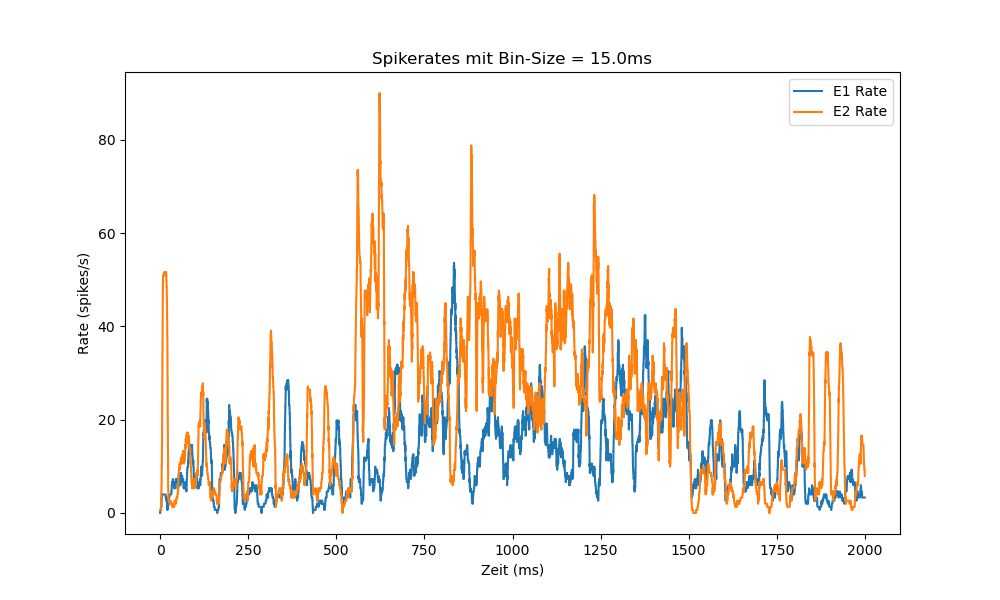 Spikerates mit Bin-Size = 15.0ms
E1 Rate
E2 Rate
80
60
40
20
0
Rate (spikes/s)
0 250 500 750 1000 1250 1500 1750 2000
Zeit (ms)